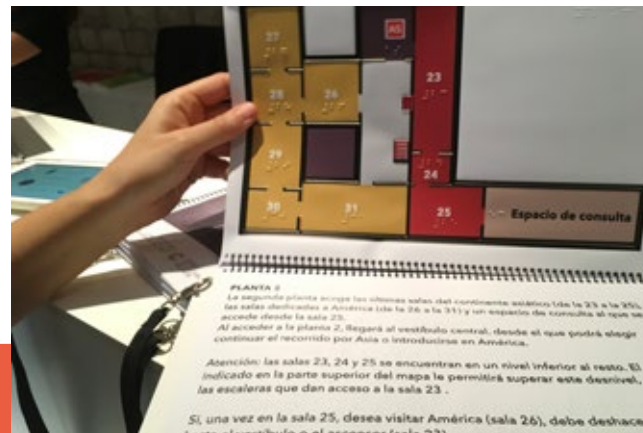 27
AS
28
26
23
29
24
30
31
25
Espacio de consulta
PLANTA 2
La segunda planta acoge las últimas salas del continente asiático (de la 23 a la 25),
las salas dedicadas a América (de la 26 a la 31) y un espacio de consulta al que se
accede desde la sala 25.
Al acceder a la planta 2, llegará al vestíbulo central, desde el que podrá elegir
continuar el recorrido por Asia o introducirse en América.
Atención: las salas 23, 24 y 25 se encuentran en un nivel inferior al resto. El
indicado en la parte superior del mapa le permitirá superar este desnivel,
las escaleras que dan acceso a la sala 23 .
Si, una vez en la sala 25, desea visitar América (sala 26), debe deshac